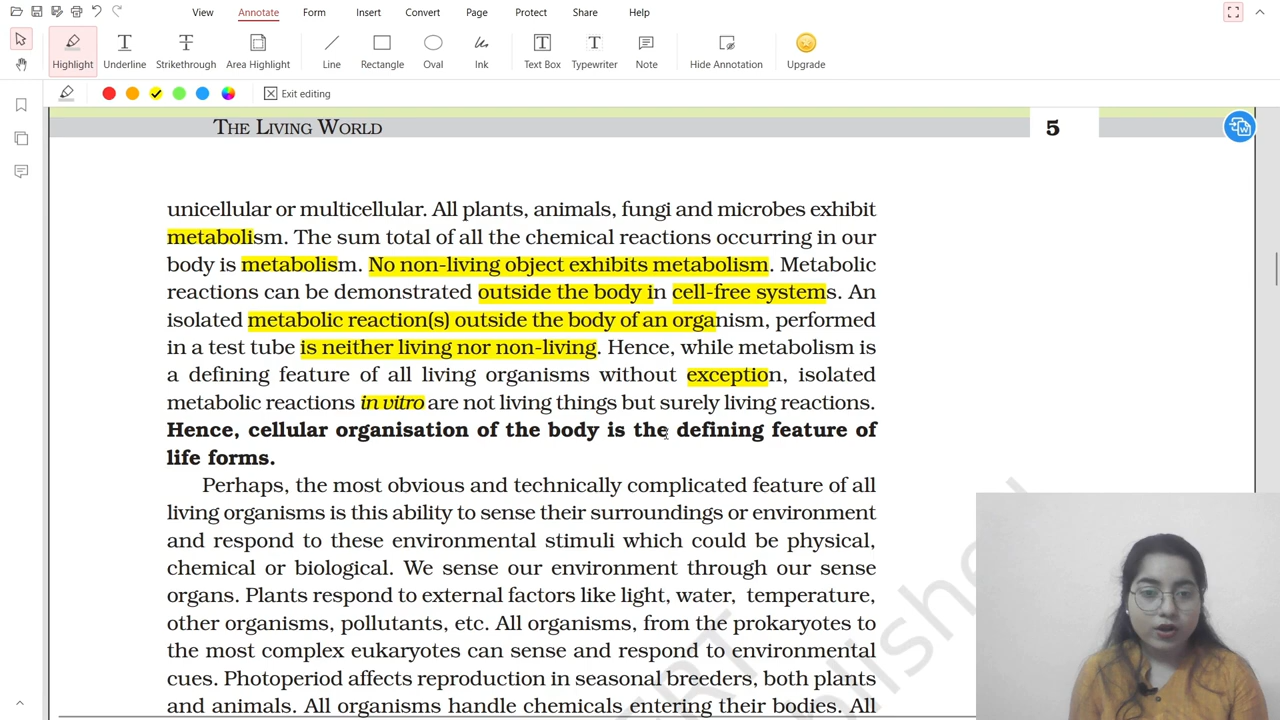 View Annotate Form Insert Convert Page Protect Share Help
Highlight Underline Strikethrough Area Highlight Line Rectangle Oval Ink Text Box Typewriter Note Hide Annotation Upgrade
Exit editing
THE LIVING WORLD 5
unicellular or multicellular. All plants, animals, fungi and microbes exhibit
metabolism. The sum total of all the chemical reactions occurring in our
body is metabolism. No non-living object exhibits metabolism. Metabolic
reactions can be demonstrated outside the body in cell-free systems. An
isolated metabolic reaction(s) outside the body of an organism, performed
in a test tube is neither living nor non-living. Hence, while metabolism is
a defining feature of all living organisms without exception, isolated
metabolic reactions in vitro are not living things but surely living reactions.
Hence, cellular organisation of the body is the defining feature of
life forms.
Perhaps, the most obvious and technically complicated feature of all
living organisms is this ability to sense their surroundings or environment
and respond to these environmental stimuli which could be physical,
chemical or biological. We sense our environment through our sense
organs. Plants respond to external factors like light, water, temperature,
other organisms, pollutants, etc. All organisms, from the prokaryotes to
the most complex eukaryotes can sense and respond to environmental
cues. Photoperiod affects reproduction in seasonal breeders, both plants
and animals. All organisms handle chemicals entering their bodies. All